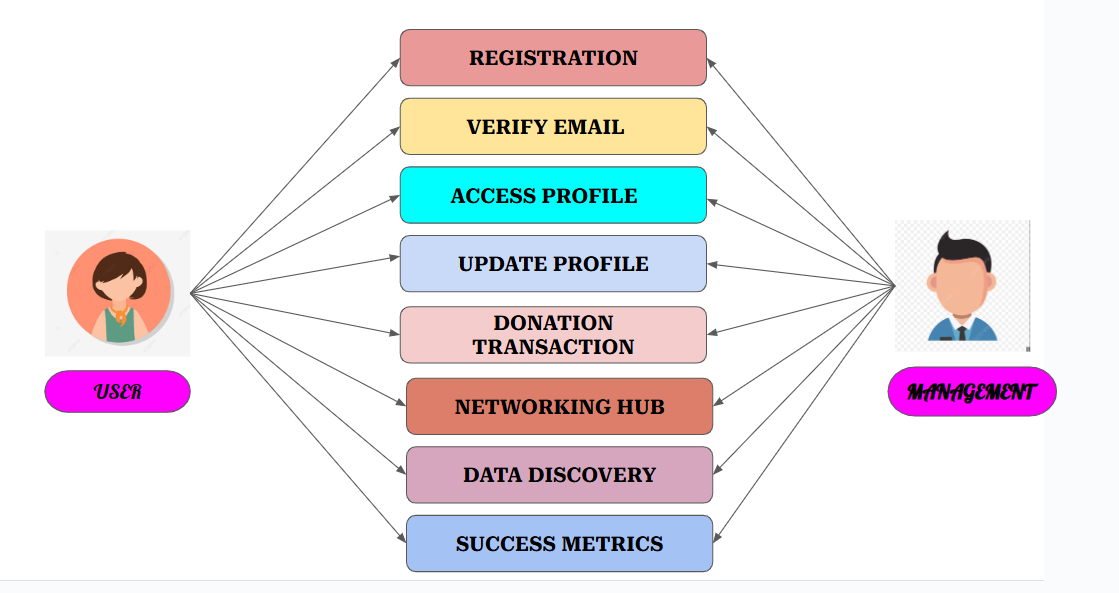 REGISTRATION
VERIFY EMAIL
ACCESS PROFILE
UPDATE PROFILE
DONATION
TRANSACTION
NETWORKING HUB
DATA DISCOVERY
SUCCESS METRICS
USER
MANAGEMENT